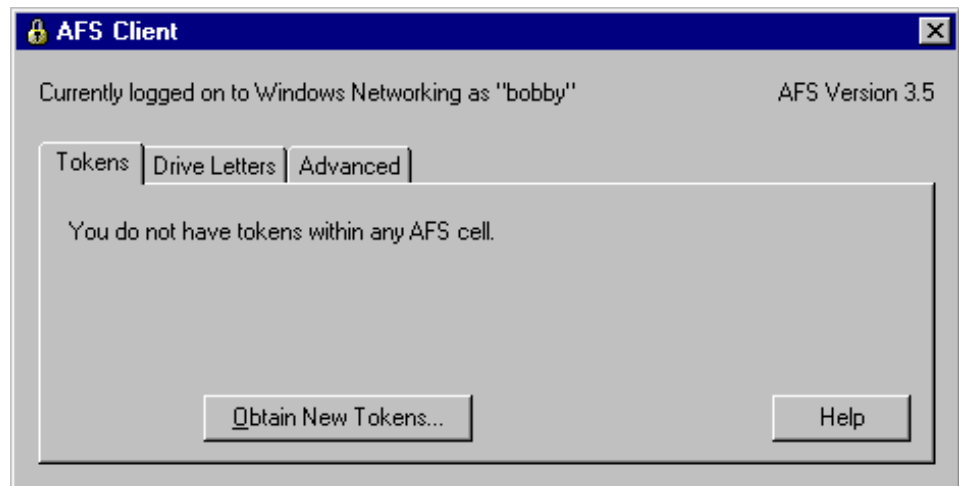 AFS Client
Currently logged on to Windows Networking as "bobby" AFS Version 3.5
Tokens Drive Letters Advanced
You do not have tokens within any AFS cell.
Obtain New Tokens... Help